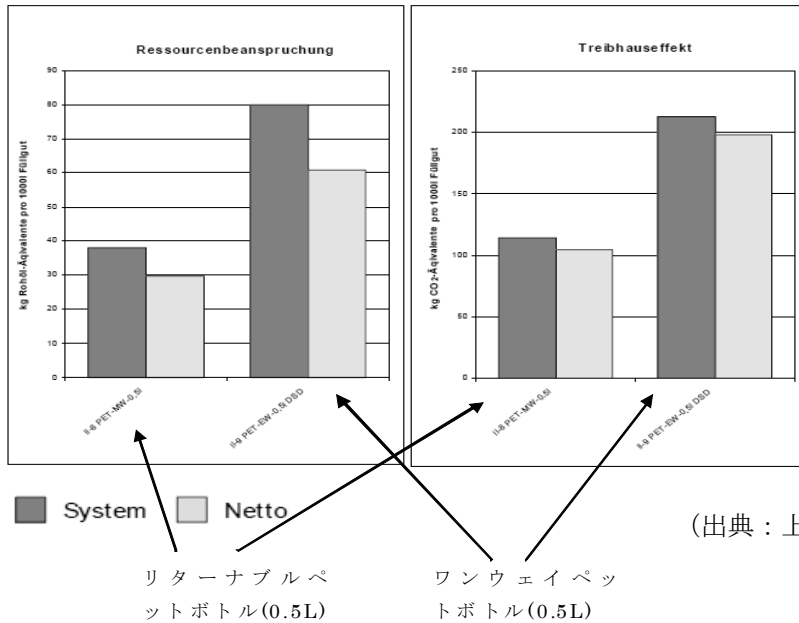 Ressourcenbeanspruchung
kg Rohöl-Äqivalente pro 1000l Füllgut
90
80
70
60
50
40
30
20
10
0
II-8 PET-MW-0,5l
II-9 PET-EW-0,5l DSD
Treibhauseffekt
kg CO2-Äqivalente pro 1000l Füllgut
250
200
150
100
50
0
II-8 PET-MW-0,5l
II-9 PET-EW-0,5l DSD
System Netto
(出典：上
リターナブルペ
ットボトル(0.5L)
ワンウェイペッ
トボトル(0.5L)